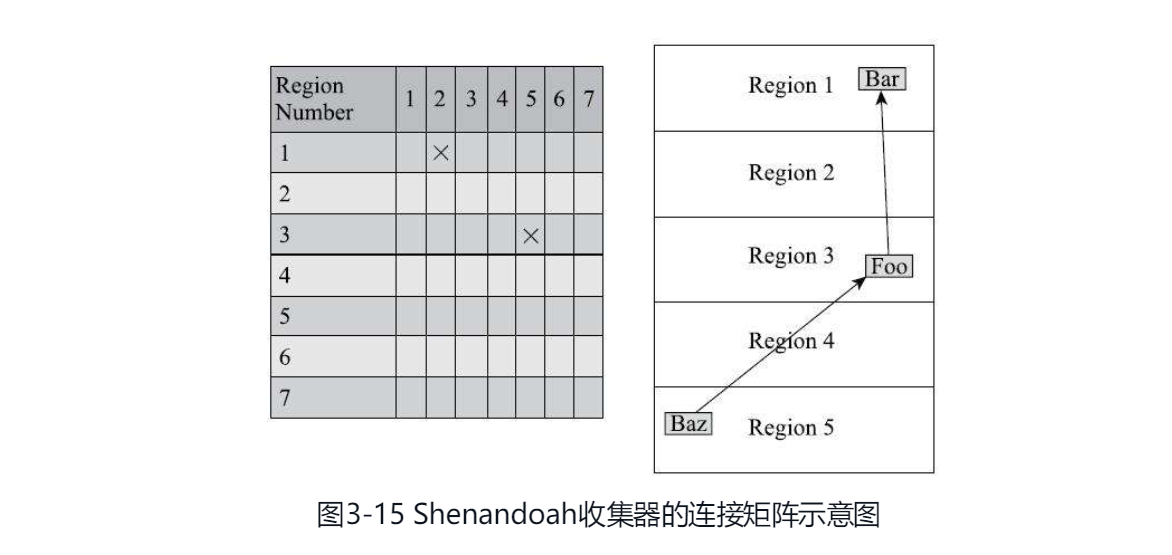 Region
Number
1 2 3 4 5 6 7
1 ×
2
3 ×
4
5
6
7
Region 1 Bar
Region 2
Region 3 Foo
Region 4
Baz Region 5
图3-15 Shenandoah收集器的连接矩阵示意图